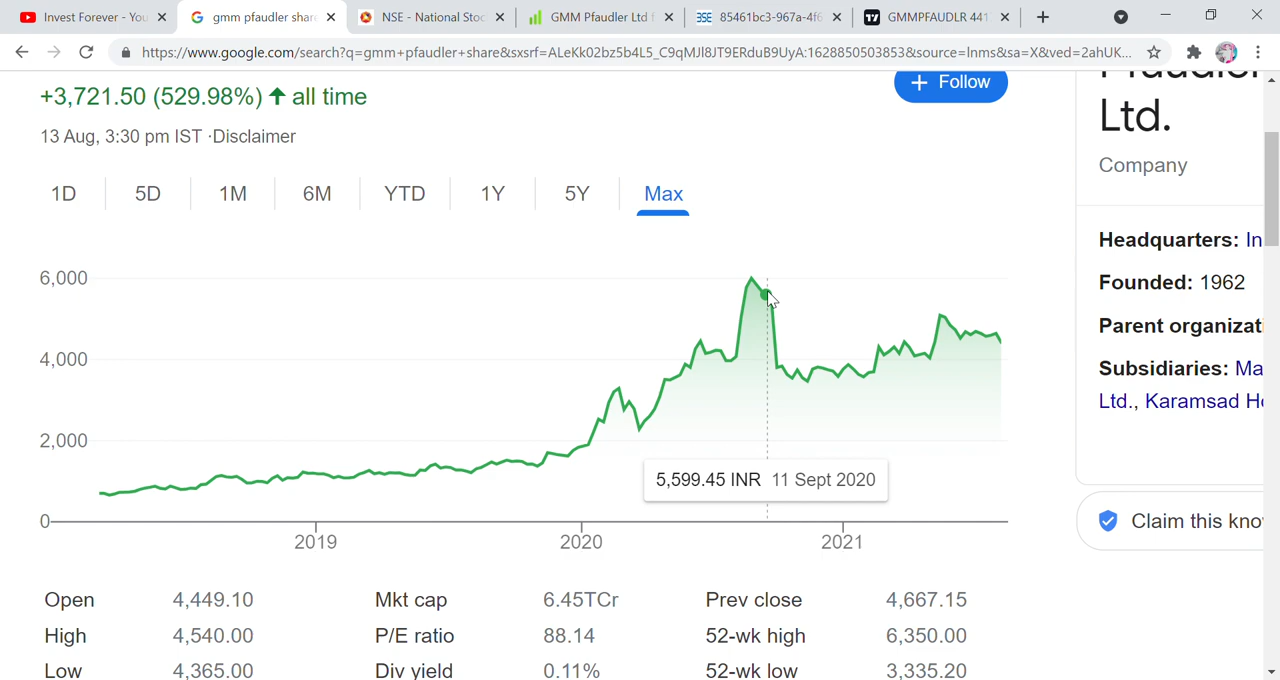 Invest Forever - You
gmm pfaudler share
NSE - National Stoc
GMM Pfaudler Ltd f
BSE 85461bc3-967a-4f6
GMMPFAUDLR 441
https://www.google.com/search?q=gmm+pfaudler+share&sxsrf=ALeKk02bz5b4L5_C9qMJl8JT9ERduB9UyA:1628850503853&source=lnms&sa=X&ved=2ahUK...
+3,721.50 (529.98%) ↑ all time
+ Follow
13 Aug, 3:30 pm IST ·Disclaimer
1D 5D 1M 6M YTD 1Y 5Y Max
6,000
4,000
2,000
0
5,599.45 INR 11 Sept 2020
2019 2020 2021
Open 4,449.10 Mkt cap 6.45TCr Prev close 4,667.15
High 4,540.00 P/E ratio 88.14 52-wk high 6,350.00
Low 4,365.00 Div yield 0.11% 52-wk low 3,335.20
Pfaudler
Ltd.
Company
Headquarters: In
Founded: 1962
Parent organizati
Subsidiaries: Ma
Ltd., Karamsad Ho
Claim this kno